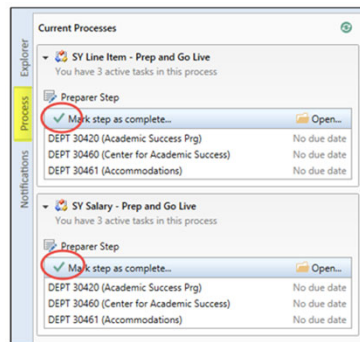 Current Processes
Explorer
Process
Notifications
SY Line Item - Prep and Go Live
You have 3 active tasks in this process
Preparer Step
Mark step as complete... Open...
DEPT 30420 (Academic Success Prg) No due date
DEPT 30460 (Center for Academic Success) No due date
DEPT 30461 (Accommodations) No due date
SY Salary - Prep and Go Live
You have 3 active tasks in this process
Preparer Step
Mark step as complete... Open...
DEPT 30420 (Academic Success Prg) No due date
DEPT 30460 (Center for Academic Success) No due date
DEPT 30461 (Accommodations) No due date